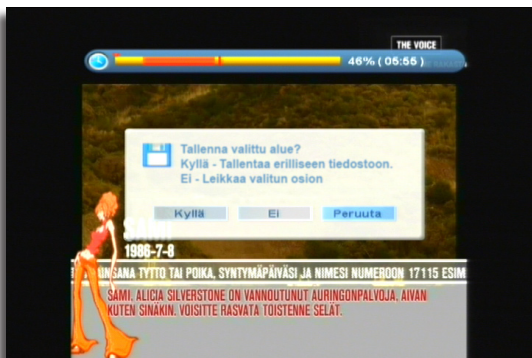 THE VOICE
46% ( 05:56 )
Tallenna valittu alue?
Kyllä - Tallentaa erilliseen tiedostoon.
Ei - Leikkaa valitun osion
Kyllä Ei Peruuta
SAMI
1986-7-8
TYTTÖ TAI POIKA, SYNTYMÄPÄIVÄSI JA NIMESI NUMEROON 17115 ESIM
SAMI, ALICIA SILVERSTONE ON VANNOUTUNUT AURINGONPALVOJA, AIVAN
KUTEN SINÄKIN. VOISITTE RASVATA TOISTENNE SELÄT.